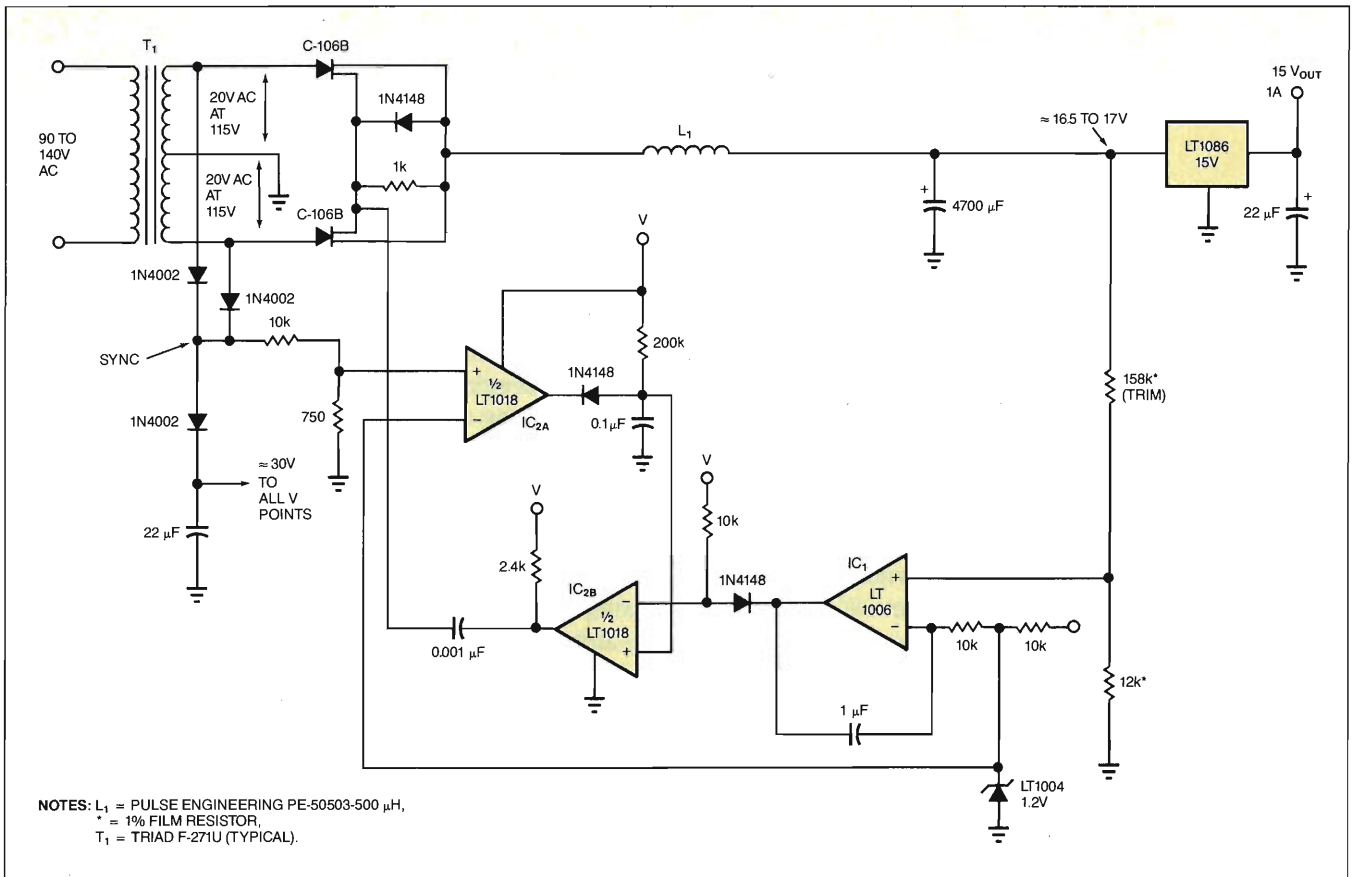 T1
C-106B
20V AC
AT
115V
1N4148
90 TO
140V
AC
20V AC
AT
115V
1k
C-106B
L1
≈ 16.5 TO 17V
15 VOUT
1A
LT1086
15V
4700 µF
+
22 µF
+
1N4002
1N4002
10k
SYNC
750
1N4002
≈ 30V
TO
ALL V
POINTS
22 µF
V
200k
+
½
LT1018
−
IC2A
1N4148
0.1µF
158k*
(TRIM)
V
2.4k
IC2B
−
½
LT1018
+
0.001 µF
V
10k
1N4148
IC1
+
LT
1006
−
10k
10k
12k*
1 µF
LT1004
1.2V
NOTES: L1 = PULSE ENGINEERING PE-50503-500 µH,
* = 1% FILM RESISTOR,
T1 = TRIAD F-271U (TYPICAL).